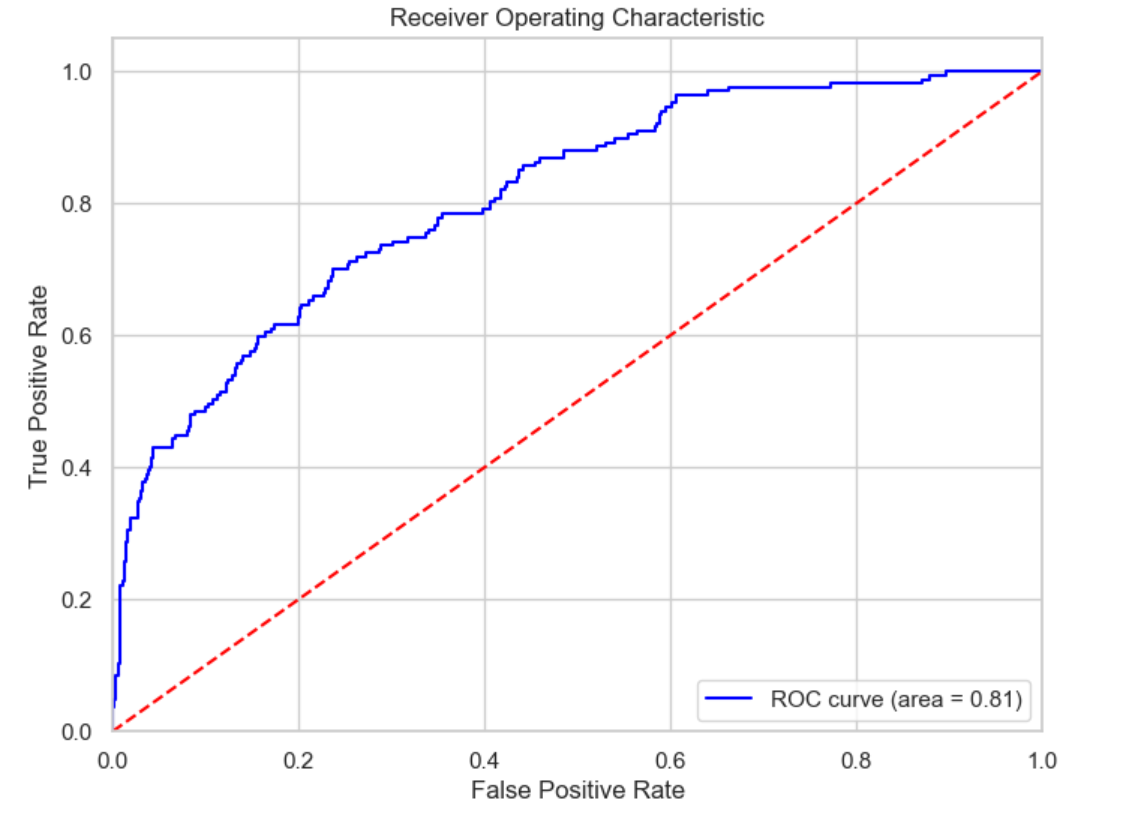 Receiver Operating Characteristic
True Positive Rate
1.0
0.8
0.6
0.4
0.2
0.0
ROC curve (area = 0.81)
0.0 0.2 0.4 0.6 0.8 1.0
False Positive Rate